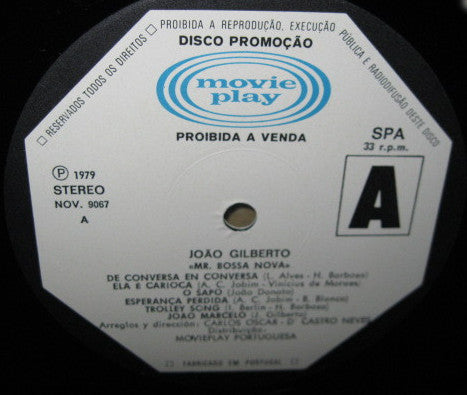 □ RESERVADOS TODOS OS DIREITOS □ PROIBIDA A REPRODUÇÃO, EXECUÇÃO PÚBLICA E RADIODIFUSÃO DESTE DISCO
DISCO PROMOÇÃO
movie
play
PROIBIDA A VENDA
SPA
33 r.p.m.
Ⓟ 1979
STEREO
NOV. 9067
A
A
JOÃO GILBERTO
«MR. BOSSA NOVA»
DE CONVERSA EN CONVERSA (L. Alves - H. Barbosa)
ELA E CARIOCA (A. C. Jobim - Vinicius de Moraes)
O SAPO (João Donato)
ESPERANÇA PERDIDA (A. C. Jobim - B. Blanco)
TROLLEY SONG (I. Berlin - H. Barbosa)
JOÃO MARCELO (J. Gilberto)
Arreglos y dirección: CARLOS OSCAR - D. CASTRO NEVES
Distribuição:
MOVIEPLAY PORTUGUESA
□ FABRICADO EM PORTUGAL □